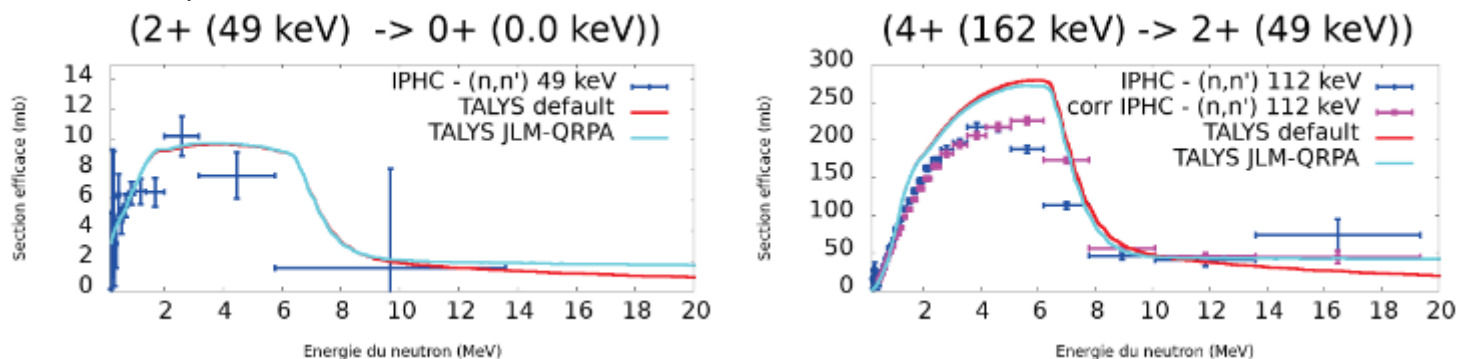 (2+ (49 keV) -> 0+ (0.0 keV))
14
12
10
8
6
4
2
0
Section efficace (mb)
IPHC - (n,n') 49 keV
TALYS default
TALYS JLM-QRPA
2 4 6 8 10 12 14 16 18 20
Energie du neutron (MeV)
(4+ (162 keV) -> 2+ (49 keV))
300
250
200
150
100
50
0
Section efficace (mb)
IPHC - (n,n') 112 keV
corr IPHC - (n,n') 112 keV
TALYS default
TALYS JLM-QRPA
2 4 6 8 10 12 14 16 18 20
Energie du neutron (MeV)